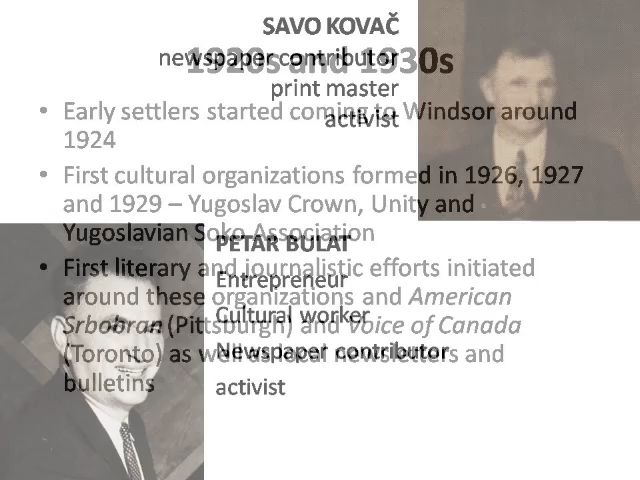 SAVO KOVAČ
newspaper contributor
print master
activist
1920s and 1930s
• Early settlers started coming to Windsor around
1924
• First cultural organizations formed in 1926, 1927
and 1929 – Yugoslav Crown, Unity and
Yugoslavian Soko Association
• First literary and journalistic efforts initiated
around these organizations and American
Srbobran (Pittsburgh) and Voice of Canada
(Toronto) as well as local newsletters and
bulletins
PETAR BULAT
Entrepreneur
Cultural worker
Newspaper contributor
activist